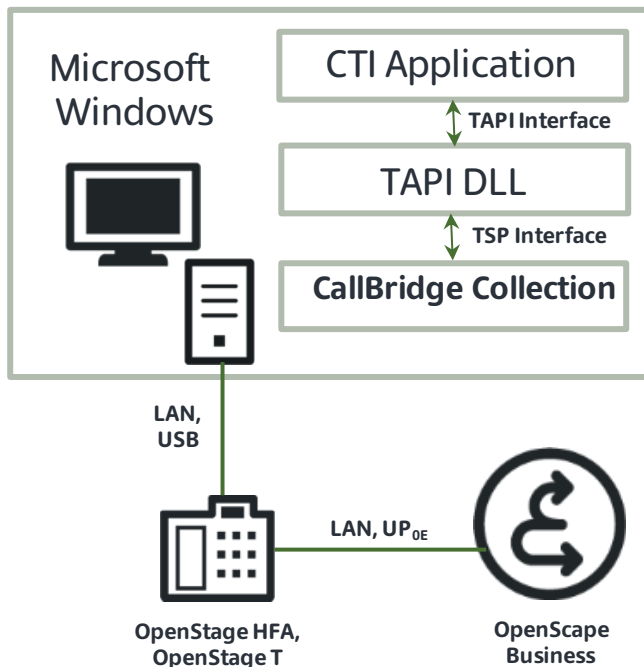 Microsoft
Windows
CTI Application
TAPI Interface
TAPI DLL
TSP Interface
CallBridge Collection
LAN,
USB
LAN, UP0E
OpenStage HFA,
OpenStage T
OpenScape
Business